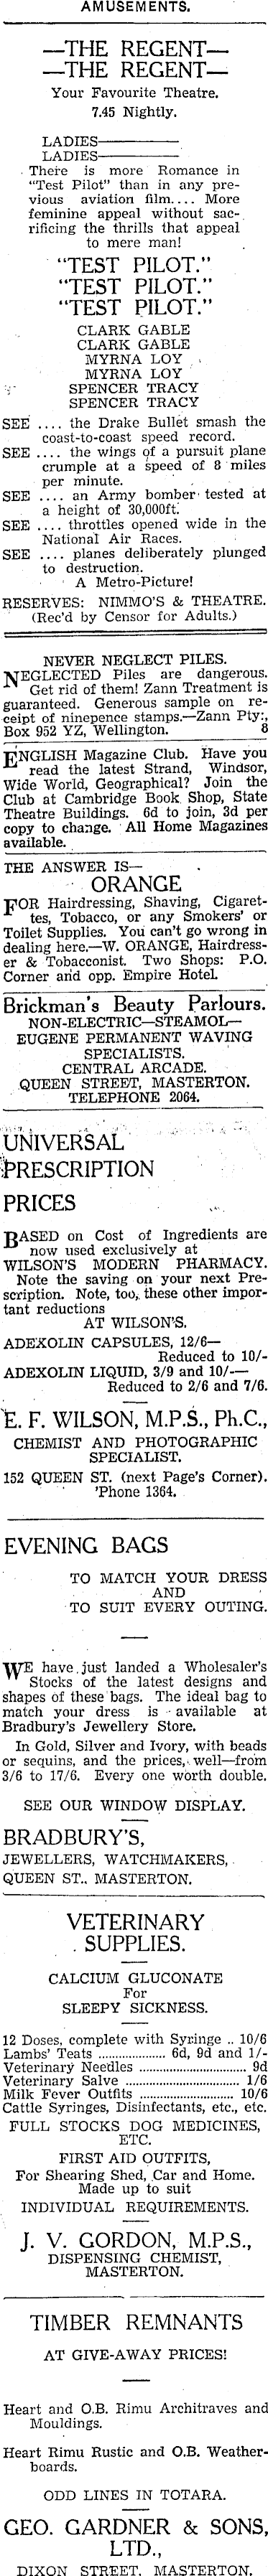 AMUSEMENTS.
—THE REGENT—
—THE REGENT—
Your Favourite Theatre.
7.45 Nightly.
LADIES—
LADIES—
There is more Romance in
"Test Pilot" than in any pre-
vious aviation film.... More
feminine appeal without sac-
rificing the thrills that appeal
to mere man!
"TEST PILOT."
"TEST PILOT."
"TEST PILOT."
CLARK GABLE
CLARK GABLE
MYRNA LOY
MYRNA LOY
SPENCER TRACY
SPENCER TRACY
SEE .... the Drake Bullet smash the
coast-to-coast speed record.
SEE .... the wings of a pursuit plane
crumple at a speed of 8 miles
per minute.
SEE .... an Army bomber tested at
a height of 30,000ft.
SEE .... throttles opened wide in the
National Air Races.
SEE .... planes deliberately plunged
to destruction.
A Metro-Picture!
RESERVES: NIMMO'S & THEATRE.
(Rec'd by Censor for Adults.)
NEVER NEGLECT PILES.
NEGLECTED Piles are dangerous.
Get rid of them! Zann Treatment is
guaranteed. Generous sample on re-
ceipt of ninepence stamps.—Zann Pty.,
Box 952 YZ, Wellington. 8
ENGLISH Magazine Club. Have you
read the latest Strand, Windsor,
Wide World, Geographical? Join the
Club at Cambridge Book Shop, State
Theatre Buildings. 6d to join, 3d per
copy to change. All Home Magazines
available.
THE ANSWER IS—
ORANGE
FOR Hairdressing, Shaving, Cigaret-
tes, Tobacco, or any Smokers' or
Toilet Supplies. You can't go wrong in
dealing here.—W. ORANGE, Hairdress-
er & Tobacconist. Two Shops: P.O.
Corner and opp. Empire Hotel.
Brickman's Beauty Parlours.
NON-ELECTRIC—STEAMOL—
EUGENE PERMANENT WAVING
SPECIALISTS.
CENTRAL ARCADE.
QUEEN STREET, MASTERTON.
TELEPHONE 2064.
UNIVERSAL
PRESCRIPTION
PRICES
BASED on Cost of Ingredients are
now used exclusively at
WILSON'S MODERN PHARMACY.
Note the saving on your next Pre-
scription. Note, too, these other impor-
tant reductions
AT WILSON'S.
ADEXOLIN CAPSULES, 12/6—
Reduced to 10/-
ADEXOLIN LIQUID, 3/9 and 10/-—
Reduced to 2/6 and 7/6.
E. F. WILSON, M.P.S., Ph.C.,
CHEMIST AND PHOTOGRAPHIC
SPECIALIST.
152 QUEEN ST. (next Page's Corner).
'Phone 1364.
EVENING BAGS
TO MATCH YOUR DRESS
AND
TO SUIT EVERY OUTING.
WE have just landed a Wholesaler's
Stocks of the latest designs and
shapes of these bags. The ideal bag to
match your dress is available at
Bradbury's Jewellery Store.
In Gold, Silver and Ivory, with beads
or sequins, and the prices, well—from
3/6 to 17/6. Every one worth double.
SEE OUR WINDOW DISPLAY.
BRADBURY'S,
JEWELLERS, WATCHMAKERS,
QUEEN ST.. MASTERTON.
VETERINARY
SUPPLIES.
CALCIUM GLUCONATE
For
SLEEPY SICKNESS.
12 Doses, complete with Syringe .. 10/6
Lambs' Teats .................. 6d, 9d and 1/-
Veterinary Needles .......................... 9d
Veterinary Salve ............................ 1/6
Milk Fever Outfits ........................ 10/6
Cattle Syringes, Disinfectants, etc., etc.
FULL STOCKS DOG MEDICINES,
ETC.
FIRST AID OUTFITS,
For Shearing Shed, Car and Home.
Made up to suit
INDIVIDUAL REQUIREMENTS.
J. V. GORDON, M.P.S.,
DISPENSING CHEMIST,
MASTERTON.
TIMBER REMNANTS
AT GIVE-AWAY PRICES!
Heart and O.B. Rimu Architraves and
Mouldings.
Heart Rimu Rustic and O.B. Weather-
boards.
ODD LINES IN TOTARA.
GEO. GARDNER & SONS,
LTD.,
DIXON STREET, MASTERTON.